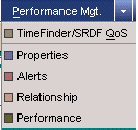 Performance Mgt.
TimeFinder/SRDF QoS
Properties
Alerts
Relationship
Performance